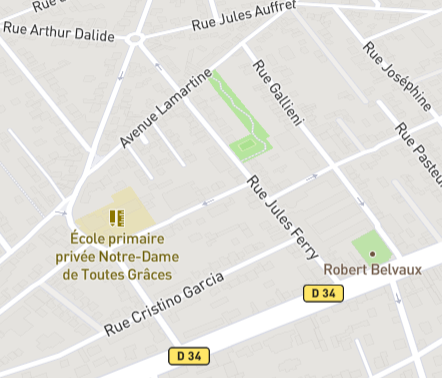 Rue Jules Auffret
Rue Arthur Dalide
Avenue Lamartine
Rue Gallieni
Rue Joséphine
Rue Pasteu
École primaire
privée Notre-Dame
de Toutes Grâces
Rue Jules Ferry
Robert Belvaux
Rue Cristino Garcia
D 34
D 34